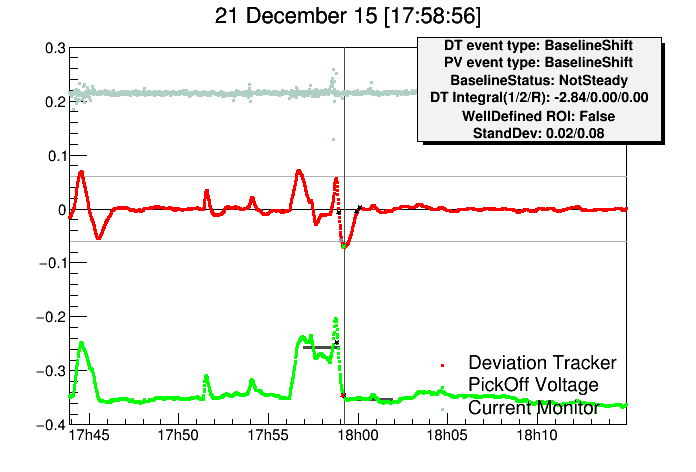 21 December 15 [17:58:56]
DT event type: BaselineShift
PV event type: BaselineShift
BaselineStatus: NotSteady
DT Integral(1/2/R): -2.84/0.00/0.00
WellDefined ROI: False
StandDev: 0.02/0.08
0.3
0.2
0.1
0
−0.1
−0.2
−0.3
−0.4
Deviation Tracker
PickOff Voltage
Current Monitor
17h45
17h50
17h55
18h00
18h05
18h10